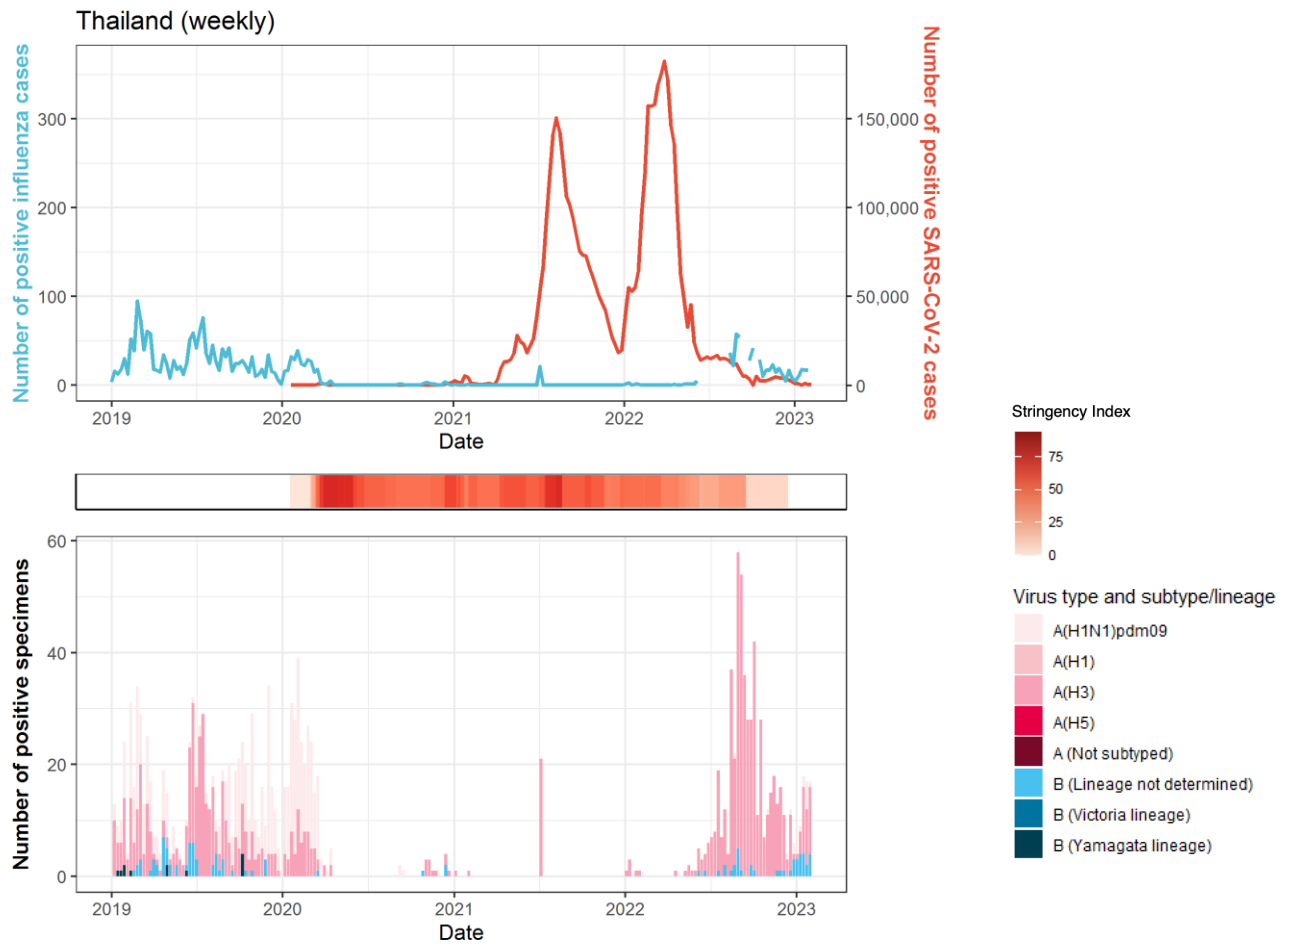 Thailand (weekly)
Number of positive influenza cases
300
200
100
0
150,000
100,000
50,000
0
Number of positive SARS-CoV-2 cases
2019
2020
2021
2022
2023
Date
Number of positive specimens
60
40
20
0
2019
2020
2021
2022
2023
Date
Stringency Index
75
50
25
0
Virus type and subtype/lineage
A(H1N1)pdm09
A(H1)
A(H3)
A(H5)
A (Not subtyped)
B (Lineage not determined)
B (Victoria lineage)
B (Yamagata lineage)